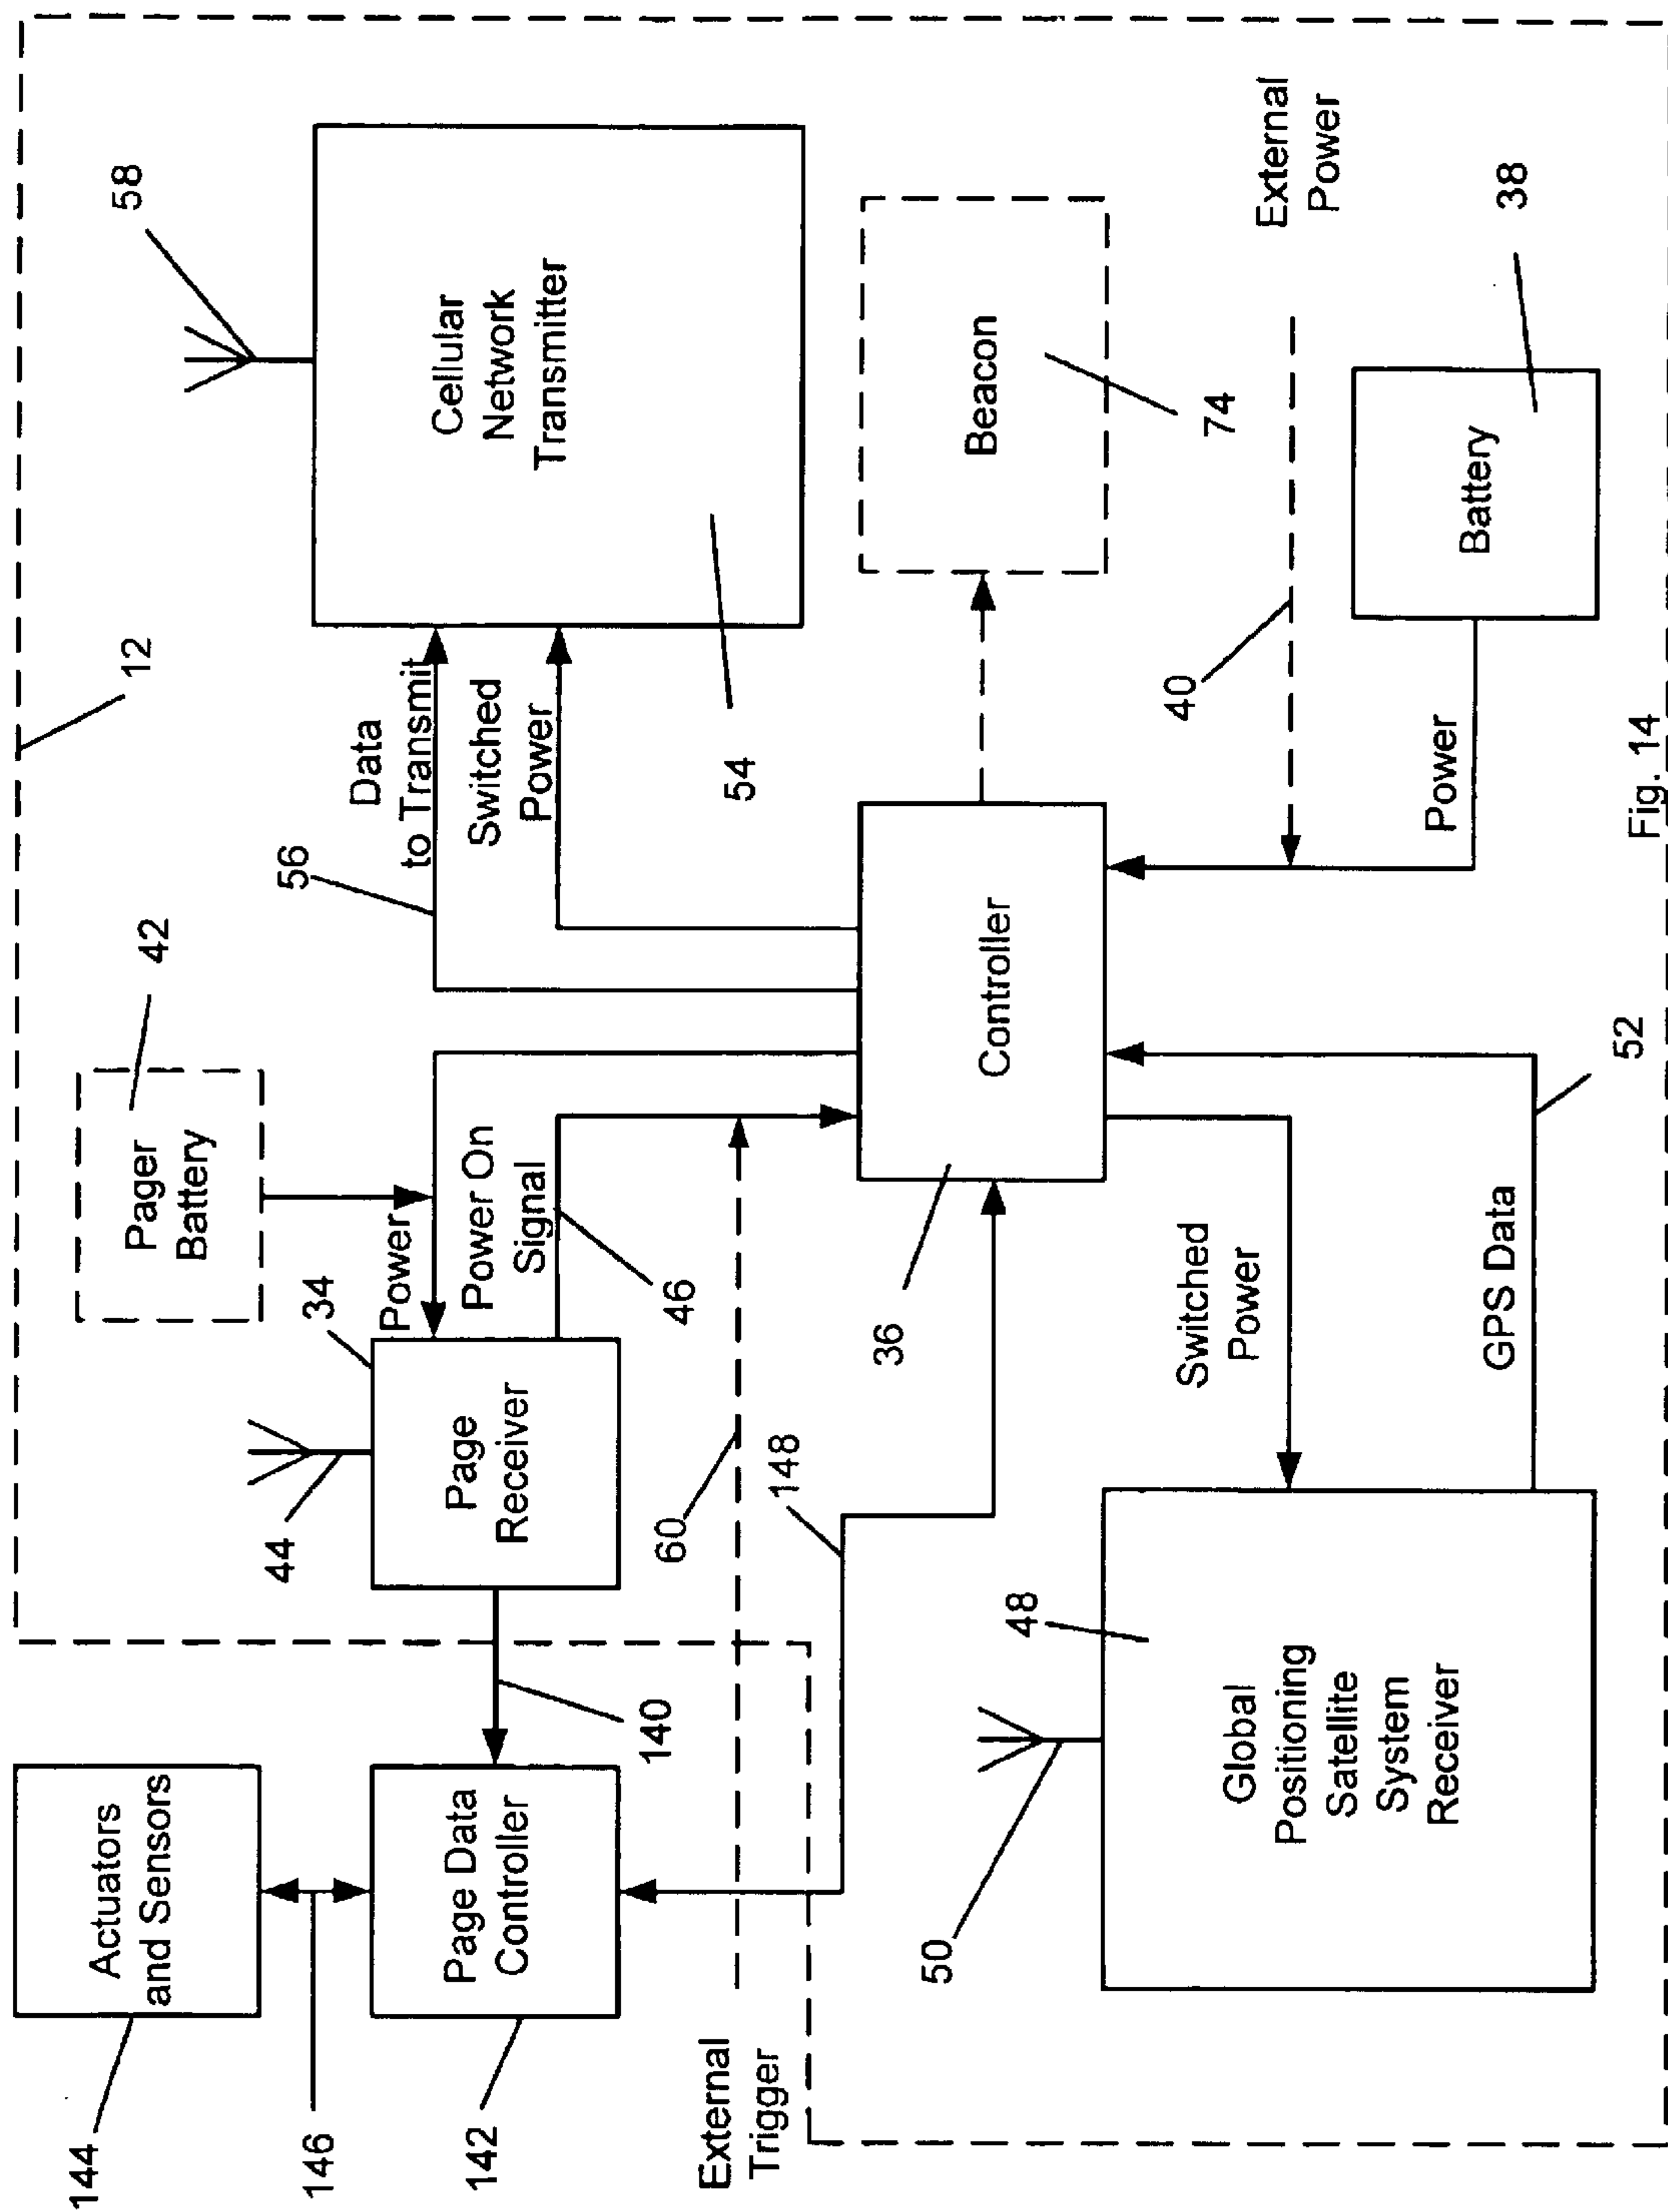 144
Actuators
and Sensors
146
142
Page Data
Controller
140
External
Trigger
44
Page
Receiver
34
Pager
Battery
42
Power
Power On
Signal
46
60
148
12
56
Data
to Transmit
Switched
Power
54
58
Cellular
Network
Transmitter
50
48
Global
Positioning
Satellite
System
Receiver
Switched
Power
GPS Data
52
36
Controller
Beacon
74
40
External
Power
Power
Battery
38
Fig. 14